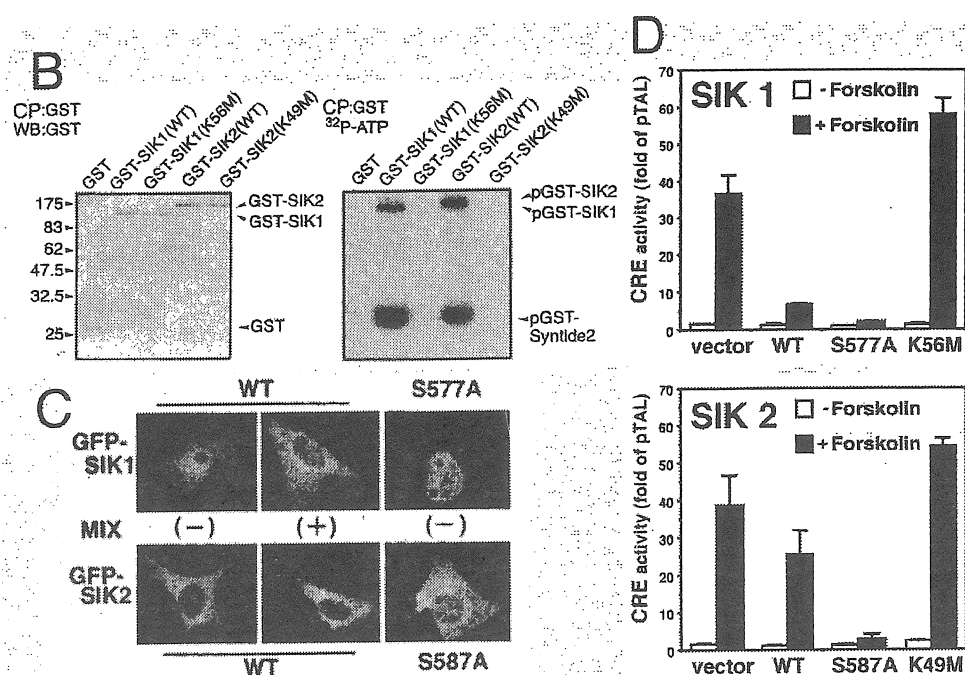 B
CP:GST
WB:GST
GST
GST-SIK1(WT)
GST-SIK1(K56M)
GST-SIK2(WT)
GST-SIK2(K49M)
175
83
62
47.5
32.5
25
GST-SIK2
GST-SIK1
GST
CP:GST
32P-ATP
GST
GST-SIK1(WT)
GST-SIK1(K56M)
GST-SIK2(WT)
GST-SIK2(K49M)
pGST-SIK2
pGST-SIK1
pGST-
Syntide2
C
WT
S577A
GFP-
SIK1
MIX
(−)
(+)
(−)
GFP-
SIK2
WT
S587A
D
SIK 1
- Forskolin
+ Forskolin
CRE activity (fold of pTAL)
70
60
50
40
30
20
10
0
vector WT S577A K56M
SIK 2
- Forskolin
+ Forskolin
CRE activity (fold of pTAL)
70
60
50
40
30
20
10
0
vector WT S587A K49M